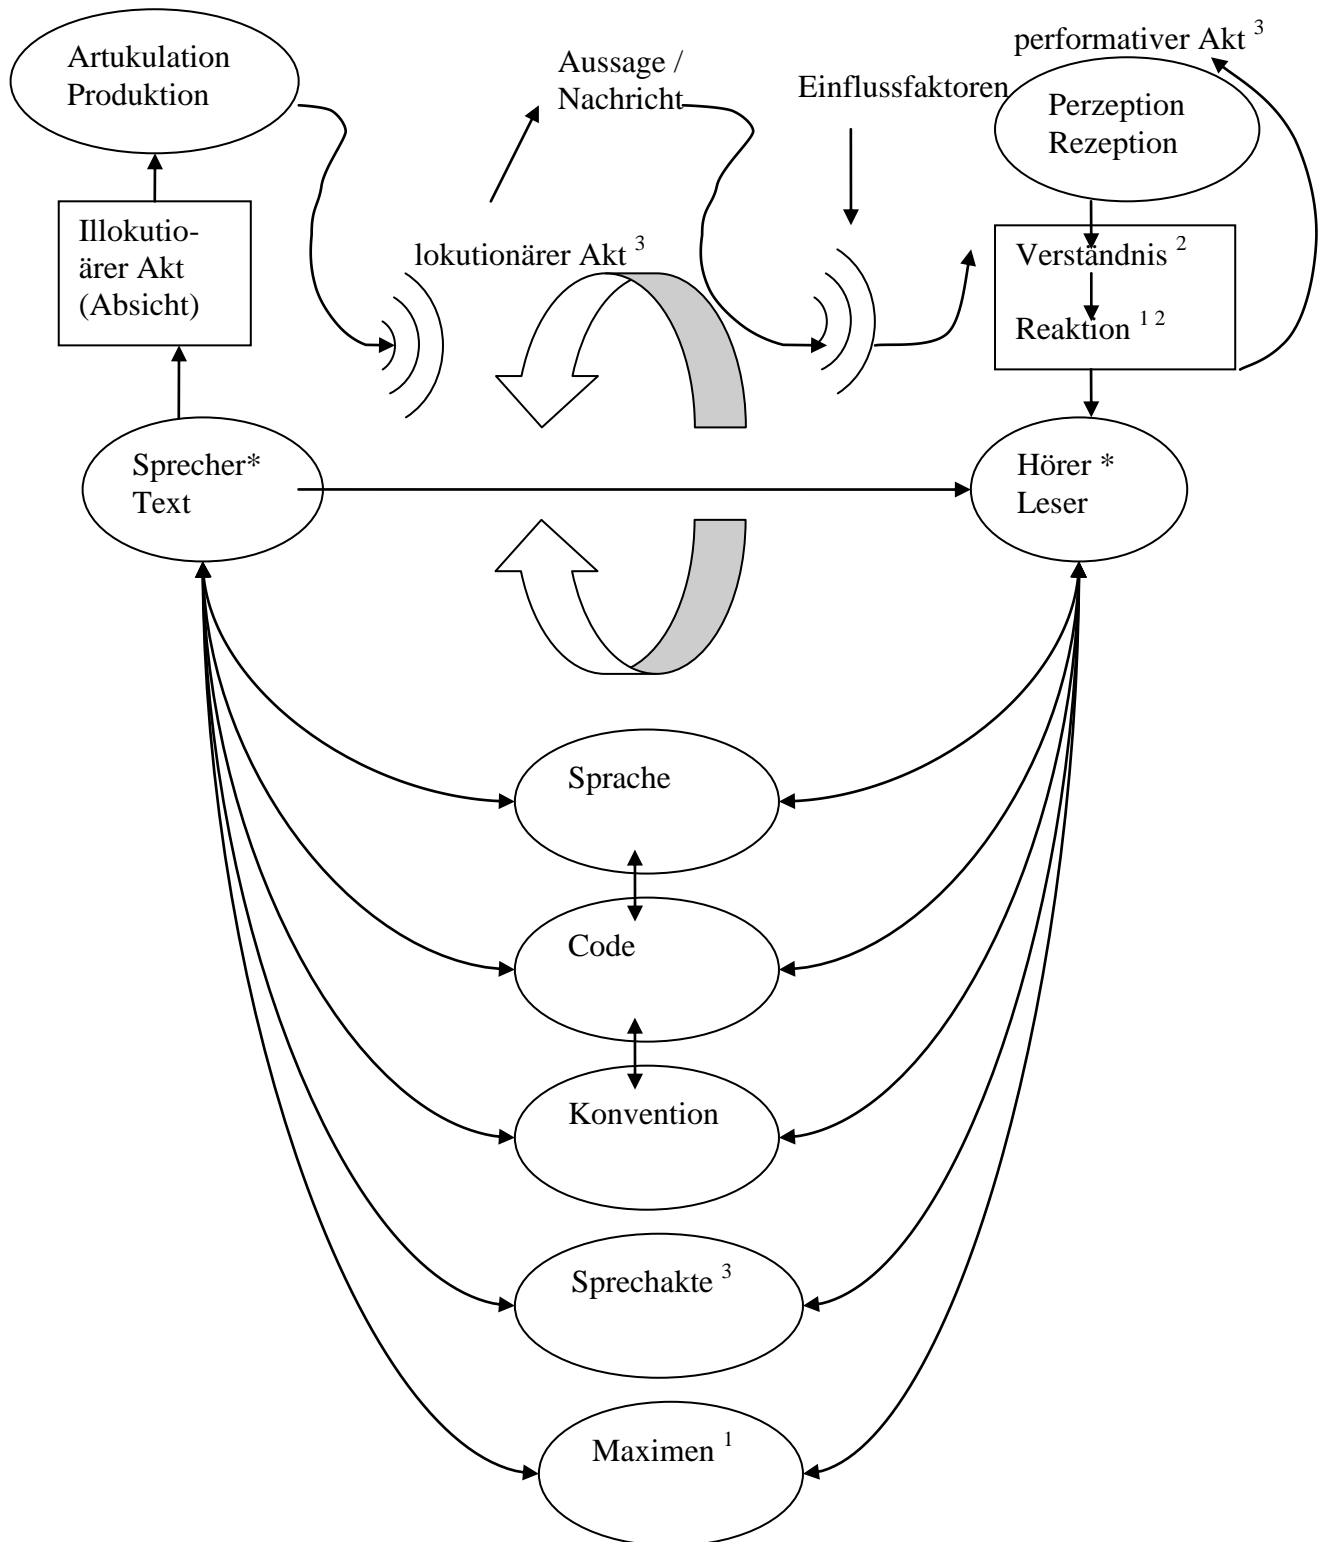 Artukulation
Produktion
Aussage /
Nachricht
Einflussfaktoren
performativer Akt ³
Perzeption
Rezeption
Illokutio-
ärer Akt
(Absicht)
lokutionärer Akt ³
Verständnis ²
Reaktion ¹ ²
Sprecher*
Text
Hörer *
Leser
Sprache
Code
Konvention
Sprechakte ³
Maximen ¹